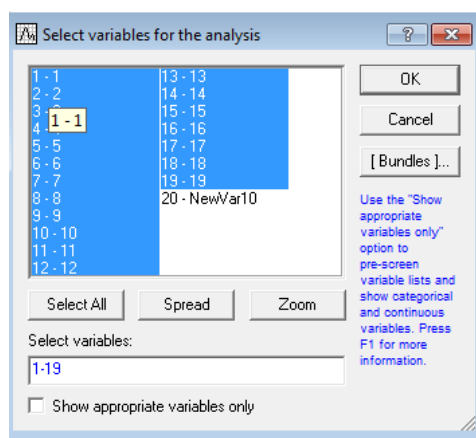 Select variables for the analysis
1 - 1
2 - 2
3 -
1 - 1
4 -
5 - 5
6 - 6
7 - 7
8 - 8
9 - 9
10 - 10
11 - 11
12 - 12
13 - 13
14 - 14
15 - 15
16 - 16
17 - 17
18 - 18
19 - 19
20 - NewVar10
OK
Cancel
[ Bundles ]...
Use the "Show
appropriate
variables only"
option to
pre-screen
variable lists and
show categorical
and continuous
variables. Press
F1 for more
information.
Select All
Spread
Zoom
Select variables:
1-19
Show appropriate variables only